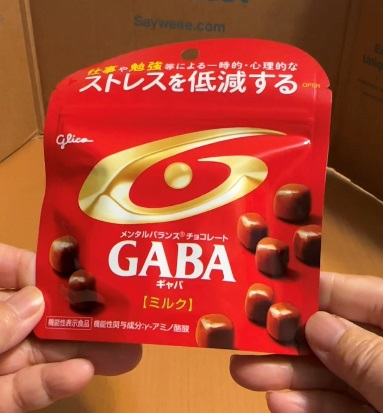 Sayweee.com
仕事や勉強等による一時的・心理的な
ストレスを低減する
OPEN
Glico
メンタルバランス®チョコレート
GABA
ギャバ
【ミルク】
機能性表示食品 機能性関与成分:γ-アミノ酪酸